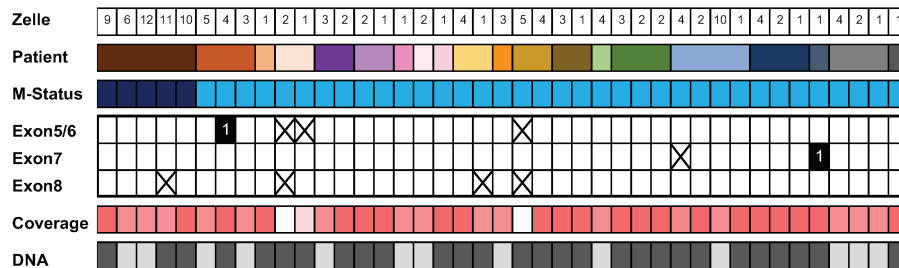 Zelle 9 6 12 11 10 5 4 3 1 2 1 3 2 2 1 1 2 1 4 1 3 5 4 3 1 4 3 2 2 4 2 10 1 3 2 1 1 4 2 1
Patient
M-Status
Exon5/6 1
Exon7 1
Exon8
Coverage
DNA